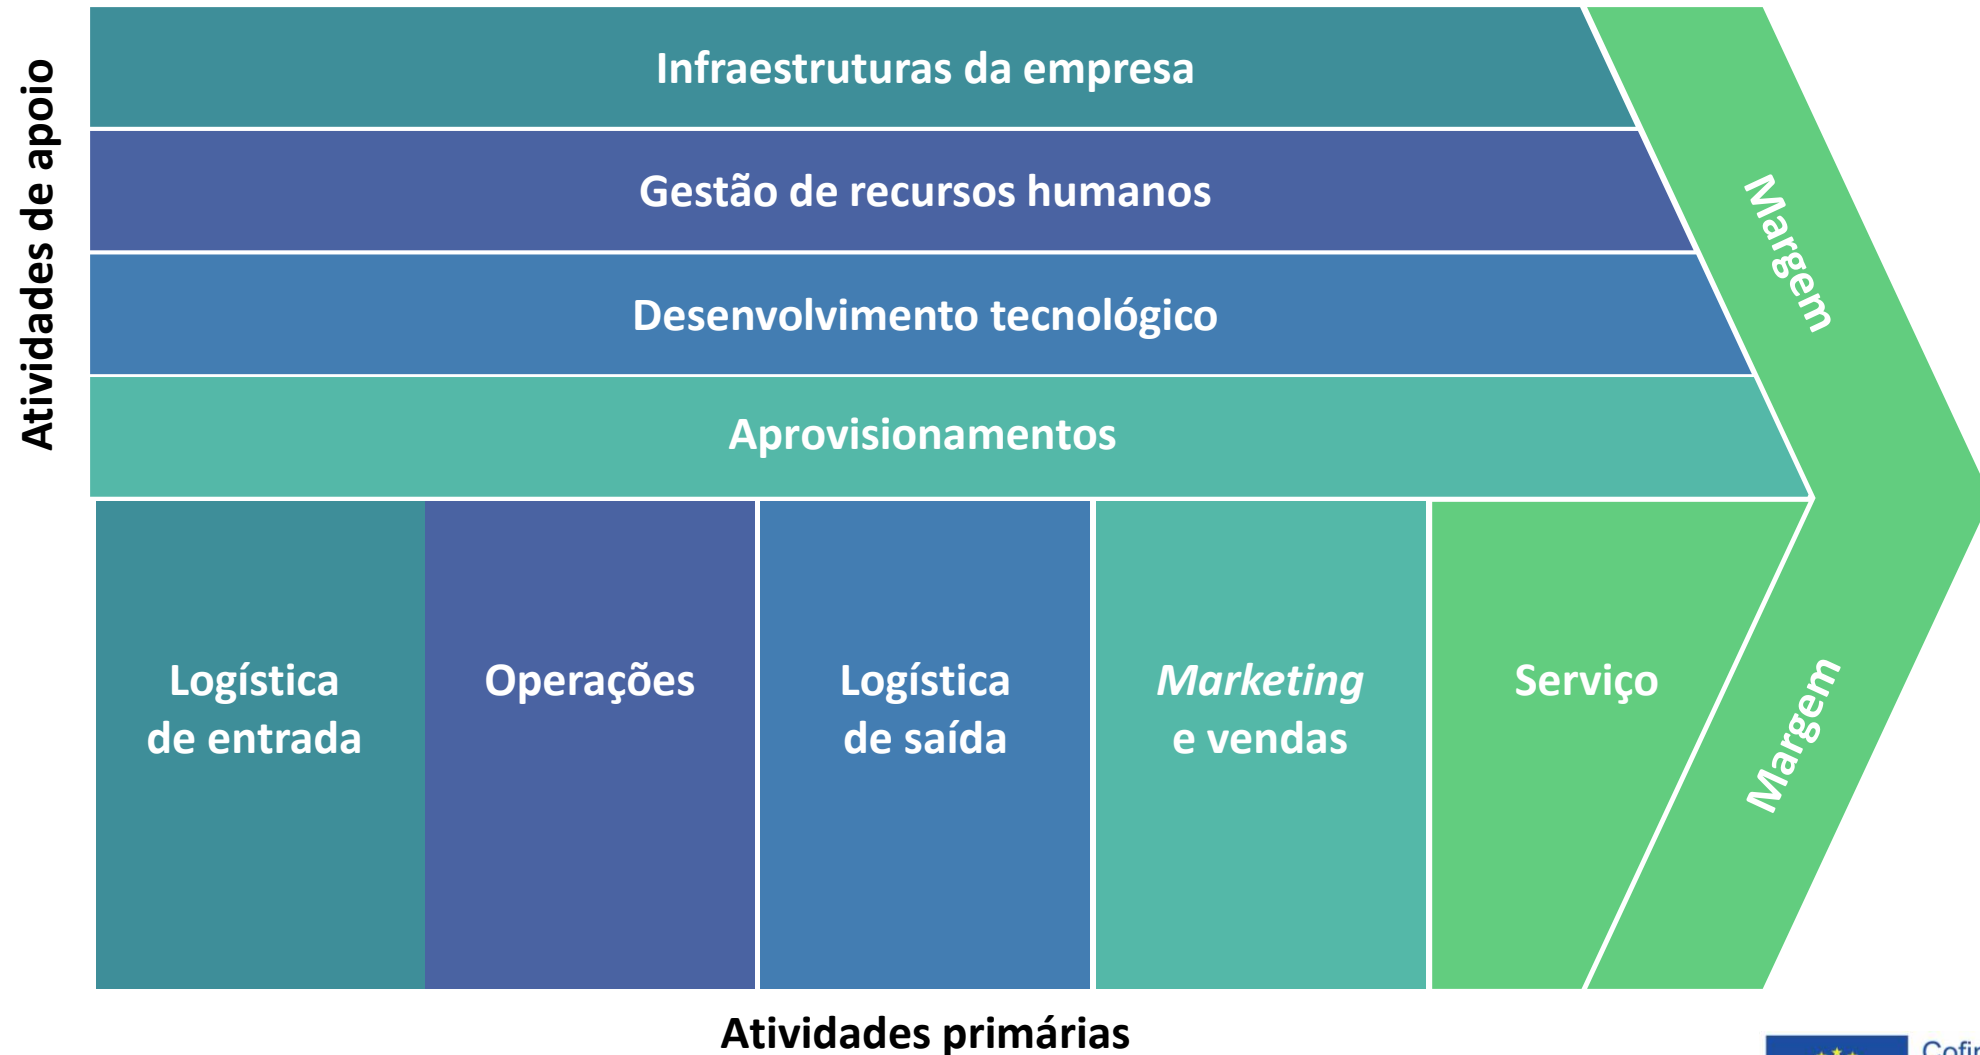 Atividades de apoio
Infraestruturas da empresa
Gestão de recursos humanos
Desenvolvimento tecnológico
Aprovisionamentos
Margem
Logística
de entrada
Operações
Logística
de saída
Marketing
e vendas
Serviço
Margem
Atividades primárias